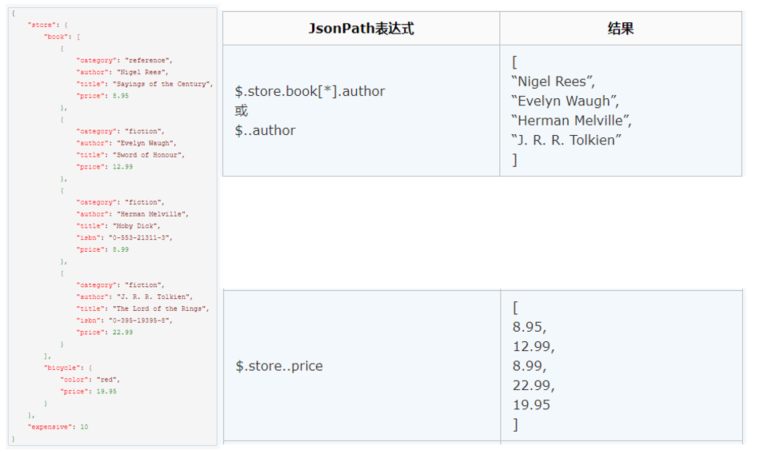 {
"store": {
"book": [
{
"category": "reference",
"author": "Nigel Rees",
"title": "Sayings of the Century",
"price": 8.95
},
{
"category": "fiction",
"author": "Evelyn Waugh",
"title": "Sword of Honour",
"price": 12.99
},
{
"category": "fiction",
"author": "Herman Melville",
"title": "Moby Dick",
"isbn": "0-553-21311-3",
"price": 8.99
},
{
"category": "fiction",
"author": "J. R. R. Tolkien",
"title": "The Lord of the Rings",
"isbn": "0-395-19395-8",
"price": 22.99
}
],
"bicycle": {
"color": "red",
"price": 19.95
}
},
"expensive": 10
}
JsonPath表达式
结果
$.store.book[*].author
或
$..author
[
“Nigel Rees”,
“Evelyn Waugh”,
“Herman Melville”,
“J. R. R. Tolkien”
]
$.store..price
[
8.95,
12.99,
8.99,
22.99,
19.95
]